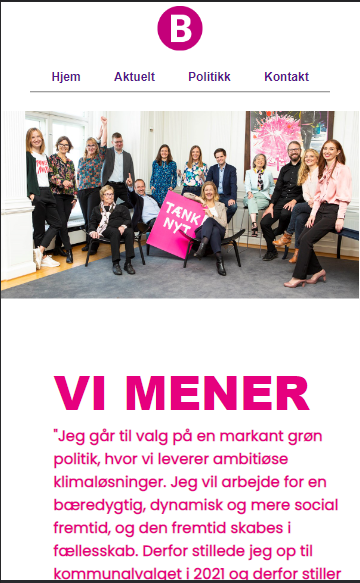 B
Hjem Aktuelt Politikk Kontakt
TÆNK
NYT
VI MENER
"Jeg går til valg på en markant grøn
politik, hvor vi leverer ambitiøse
klimaløsninger. Jeg vil arbejde for en
bæredygtig, dynamisk og mere social
fremtid, og den fremtid skabes i
fællesskab. Derfor stillede jeg op til
kommunalvalget i 2021 og derfor stiller